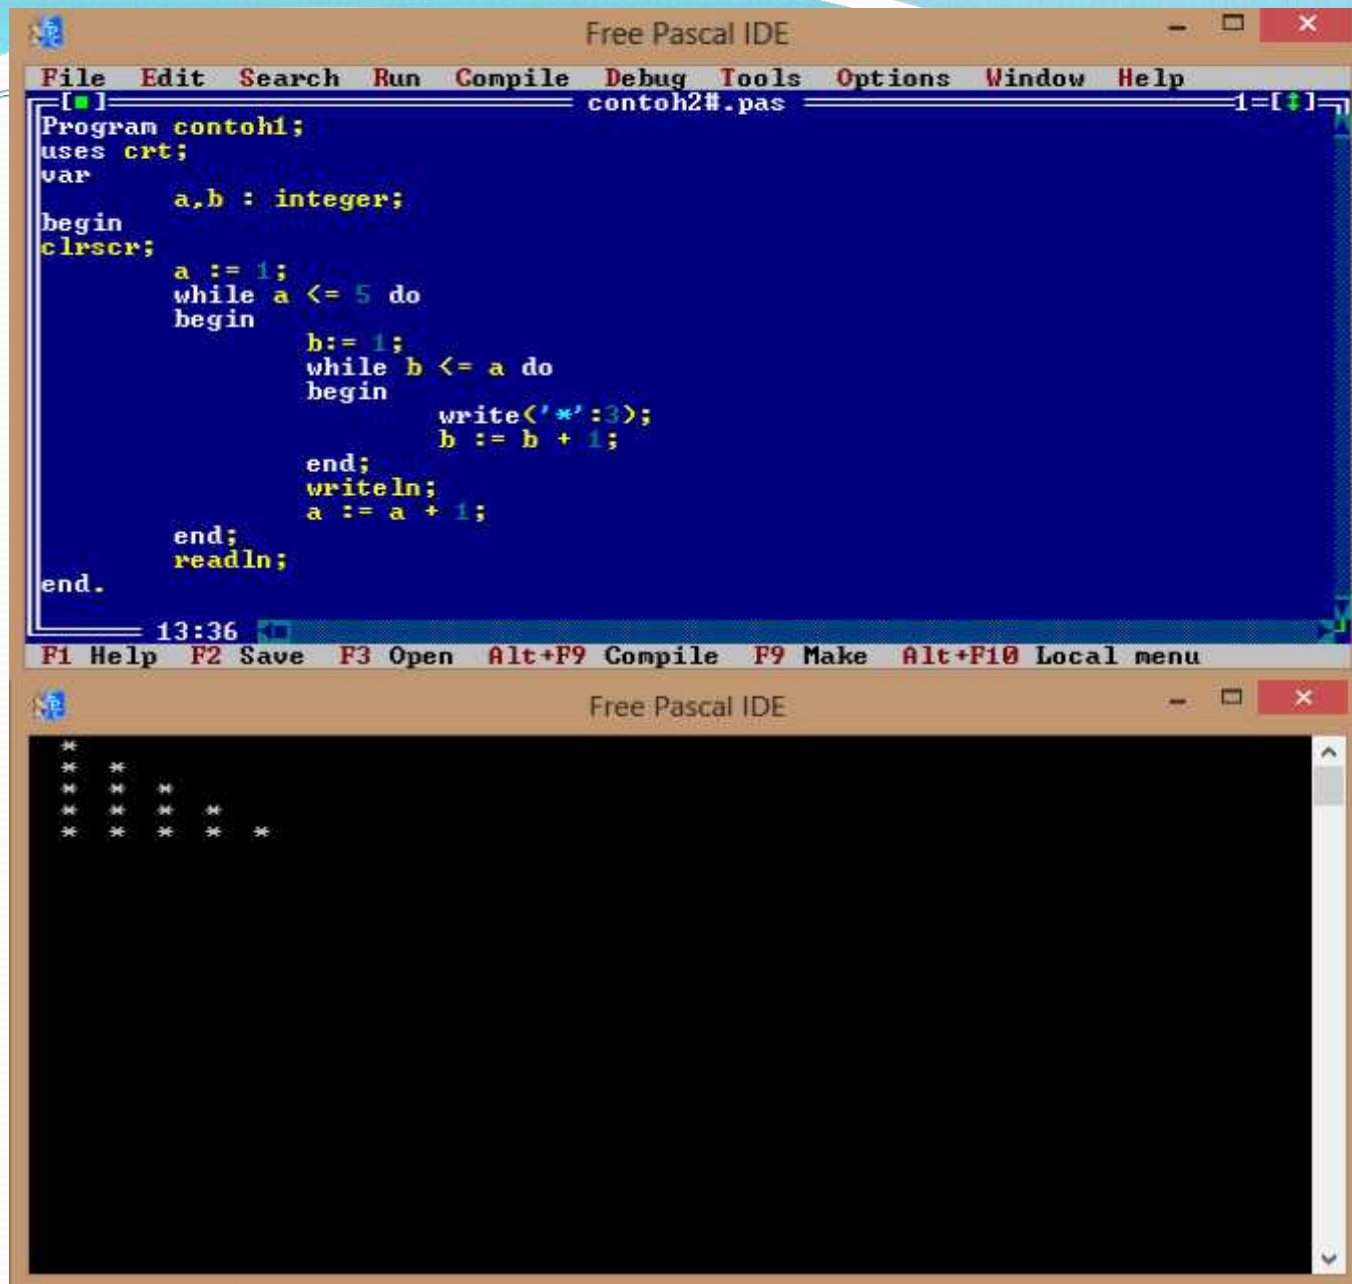 Free Pascal IDE
File Edit Search Run Compile Debug Tools Options Window Help
[■] contoh2#.pas 1=[↕]
Program contoh1;
uses crt;
var
a,b : integer;
begin
clrscr;
a := 1;
while a <= 5 do
begin
b:= 1;
while b <= a do
begin
write('*':3);
b := b + 1;
end;
writeln;
a := a + 1;
end;
readln;
end.
13:36
F1 Help F2 Save F3 Open Alt+F9 Compile F9 Make Alt+F10 Local menu
Free Pascal IDE
*
* *
* * *
* * * *
* * * * *